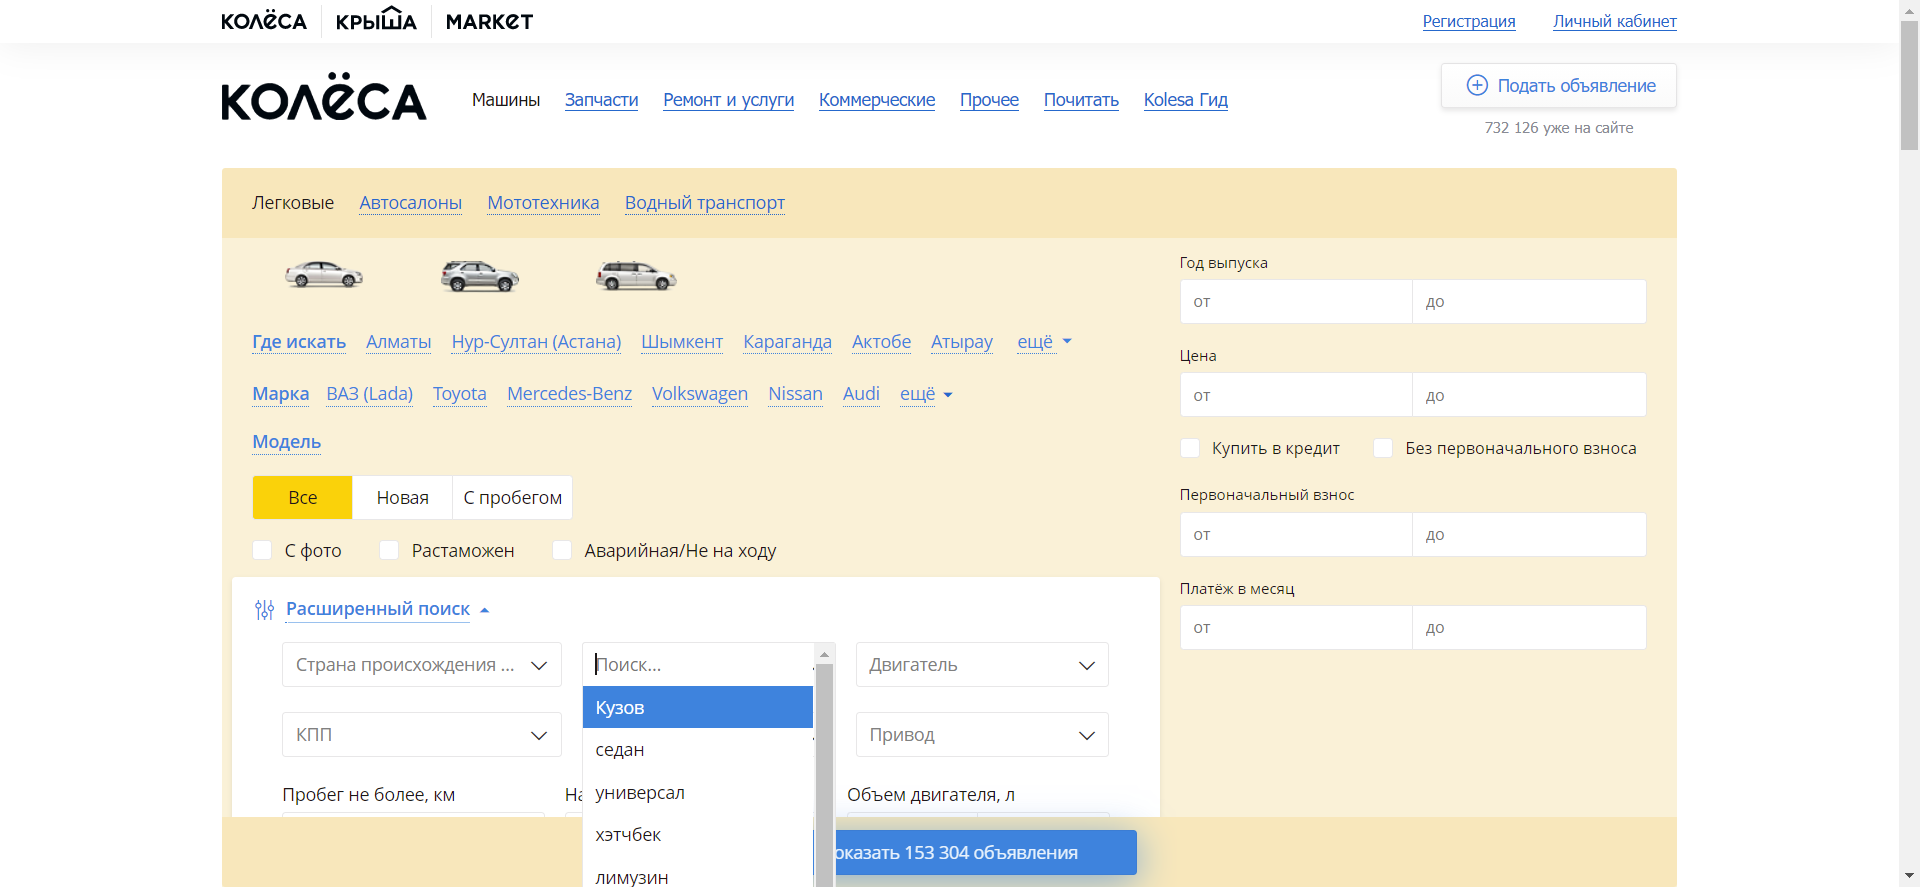 КОЛЁСА КРЫША MARKET Регистрация Личный кабинет
КОЛЁСА Машины Запчасти Ремонт и услуги Коммерческие Прочее Почитать Kolesa Гид Подать объявление
732 126 уже на сайте
Легковые Автосалоны Мототехника Водный транспорт
Год выпуска
от до
Где искать Алматы Нур-Султан (Астана) Шымкент Караганда Актобе Атырау ещё
Цена
от до
Марка ВАЗ (Lada) Toyota Mercedes-Benz Volkswagen Nissan Audi ещё
Модель
Купить в кредит Без первоначального взноса
Все Новая С пробегом
Первоначальный взнос
от до
С фото Растаможен Аварийная/Не на ходу
Платёж в месяц
от до
Расширенный поиск
Страна происхождения ... Поиск... Двигатель
Кузов
КПП Привод
седан
Пробег не более, км На Объем двигателя, л
универсал
хэтчбек
оказать 153 304 объявления
лимузин